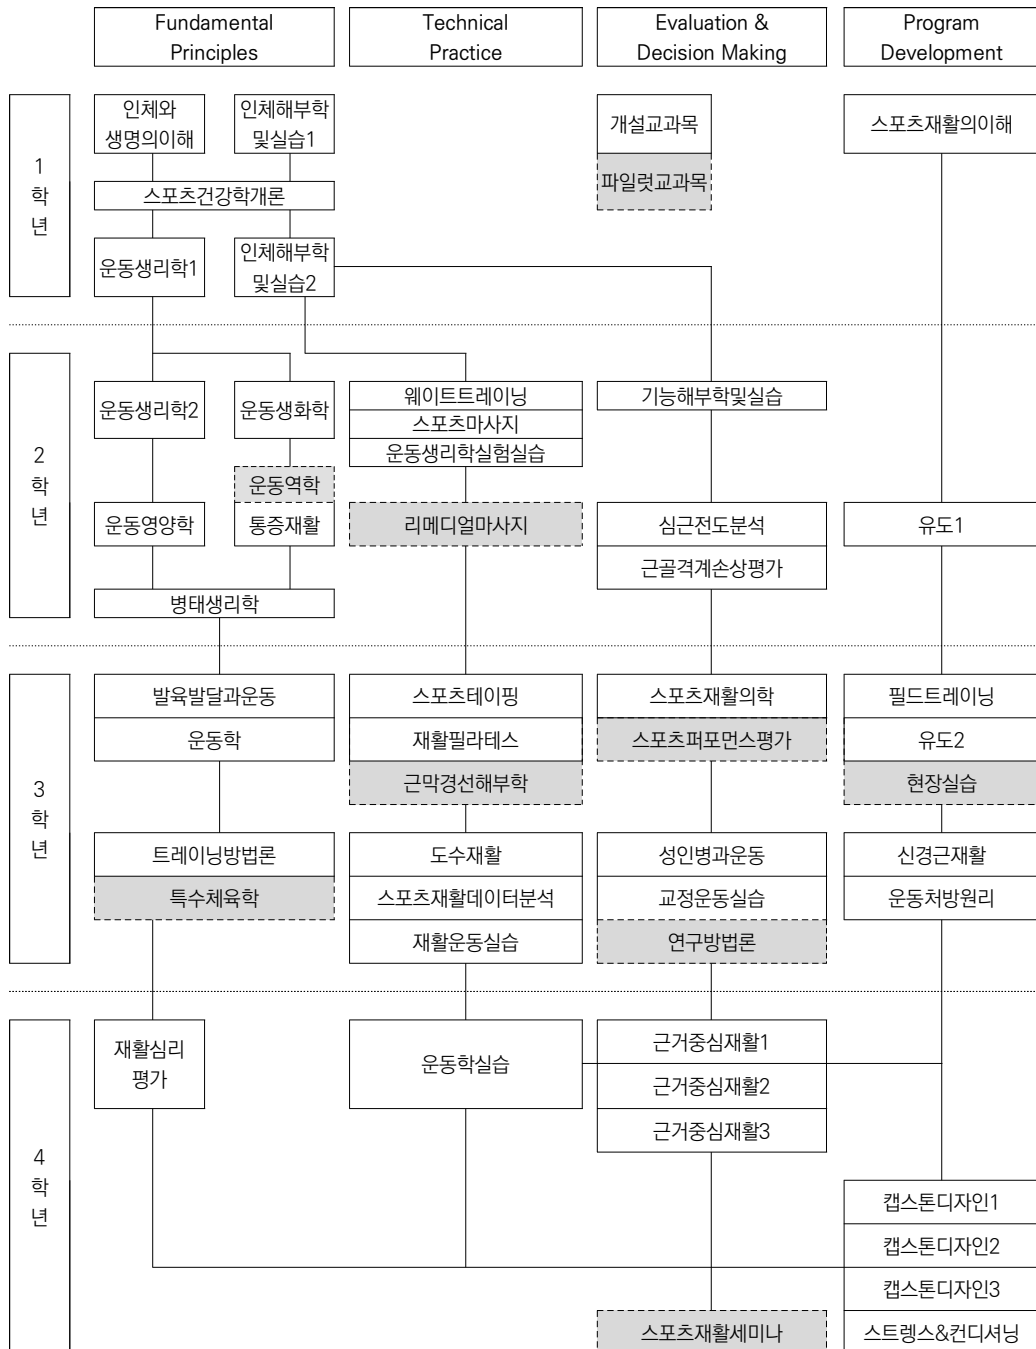 Fundamental
Principles
Technical
Practice
Evaluation &
Decision Making
Program
Development
1
학
년
인체와
생명의이해
인체해부학
및실습1
개설교과목
파일럿교과목
스포츠재활의이해
스포츠건강학개론
운동생리학1
인체해부학
및실습2
2
학
년
운동생리학2
운동생화학
웨이트트레이닝
스포츠마사지
운동생리학실험실습
기능해부학및실습
운동역학
운동영양학
통증재활
리메디얼마사지
심근전도분석
근골격계손상평가
유도1
병태생리학
3
학
년
발육발달과운동
운동학
스포츠테이핑
재활필라테스
근막경선해부학
스포츠재활의학
스포츠퍼포먼스평가
필드트레이닝
유도2
현장실습
트레이닝방법론
특수체육학
도수재활
스포츠재활데이터분석
재활운동실습
성인병과운동
교정운동실습
연구방법론
신경근재활
운동처방원리
4
학
년
재활심리
평가
운동학실습
근거중심재활1
근거중심재활2
근거중심재활3
캡스톤디자인1
캡스톤디자인2
캡스톤디자인3
스포츠재활세미나
스트렝스&컨디셔닝